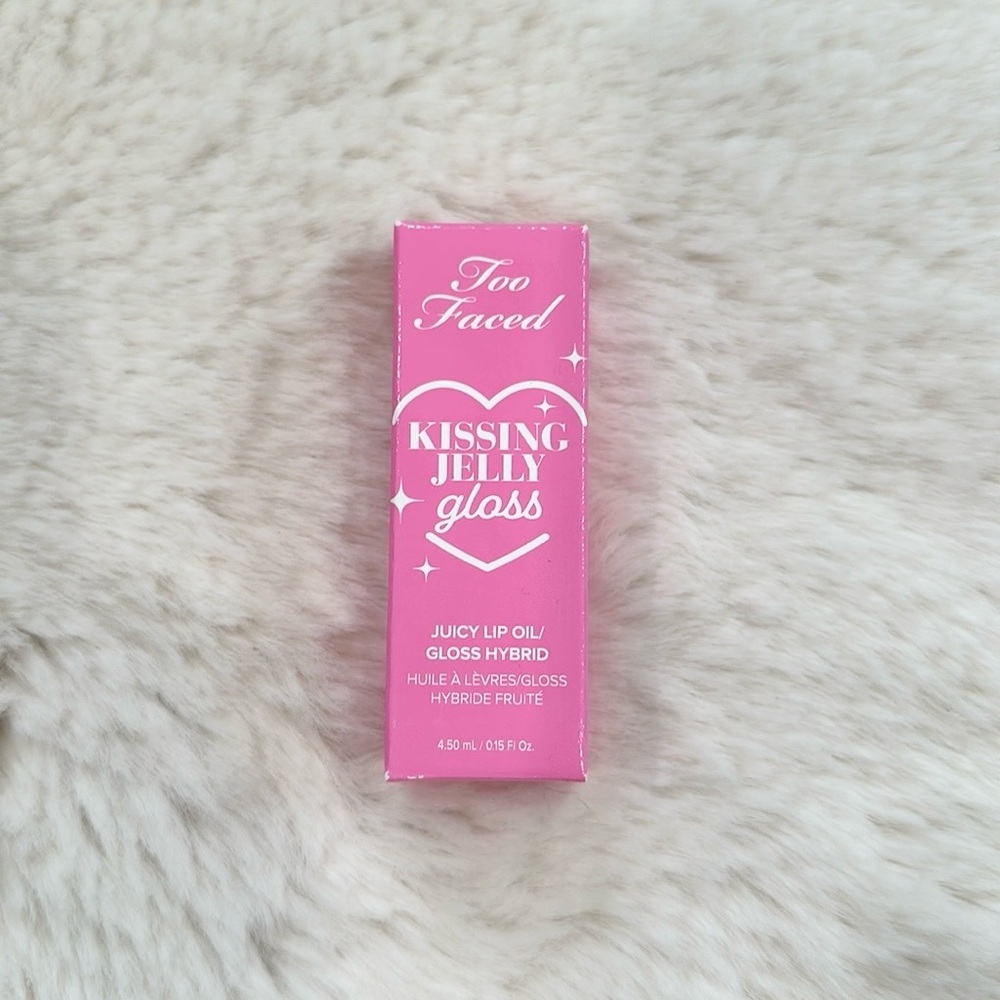 Too
Faced
KISSING
JELLY
gloss
JUICY LIP OIL/
GLOSS HYBRID
HUILE À LÈVRES/GLOSS
HYBRIDE FRUITÉ
4.50 mL / 0.15 Fl Oz.